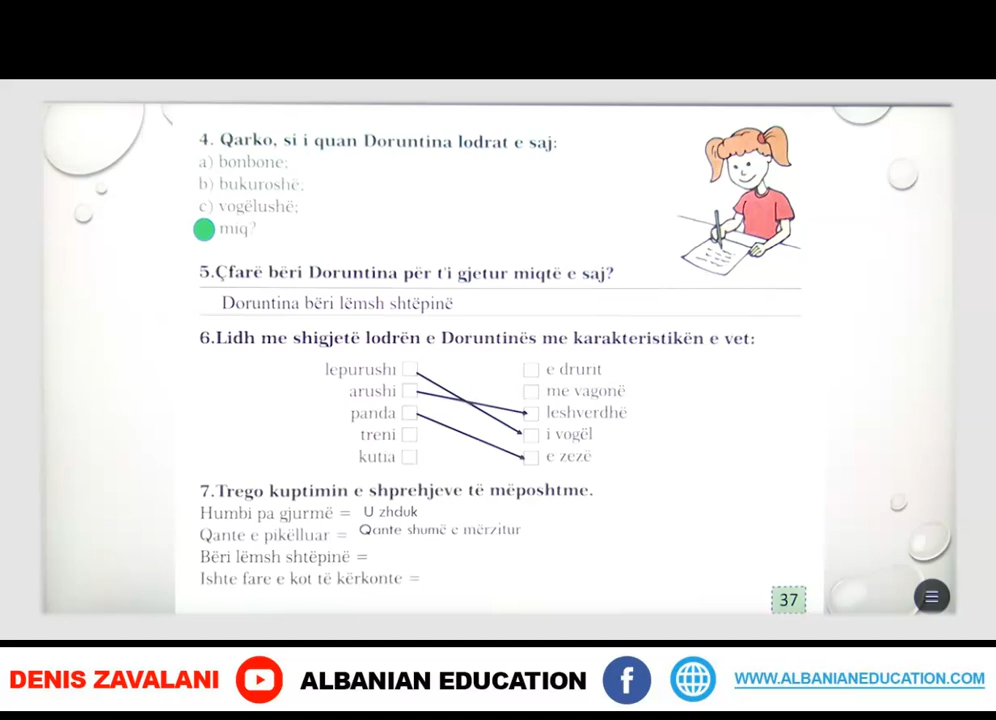 4. Qarko, si i quan Doruntina lodrat e saj:
a) bonbone;
b) bukuroshë;
c) vogëlushë;
miq?
5.Çfarë bëri Doruntina për t'i gjetur miqtë e saj?
Doruntina bëri lëmsh shtëpinë
6.Lidh me shigjetë lodrën e Doruntinës me karakteristikën e vet:
lepurushi e drurit
arushi me vagonë
panda leshverdhë
treni i vogël
kutia e zezë
7.Trego kuptimin e shprehjeve të mëposhtme.
Humbi pa gjurmë = U zhduk
Qante e pikëlluar = Qante shumë e mërzitur
Bëri lëmsh shtëpinë =
Ishte fare e kot të kërkonte =
37
DENIS ZAVALANI ALBANIAN EDUCATION f WWW.ALBANIANEDUCATION.COM